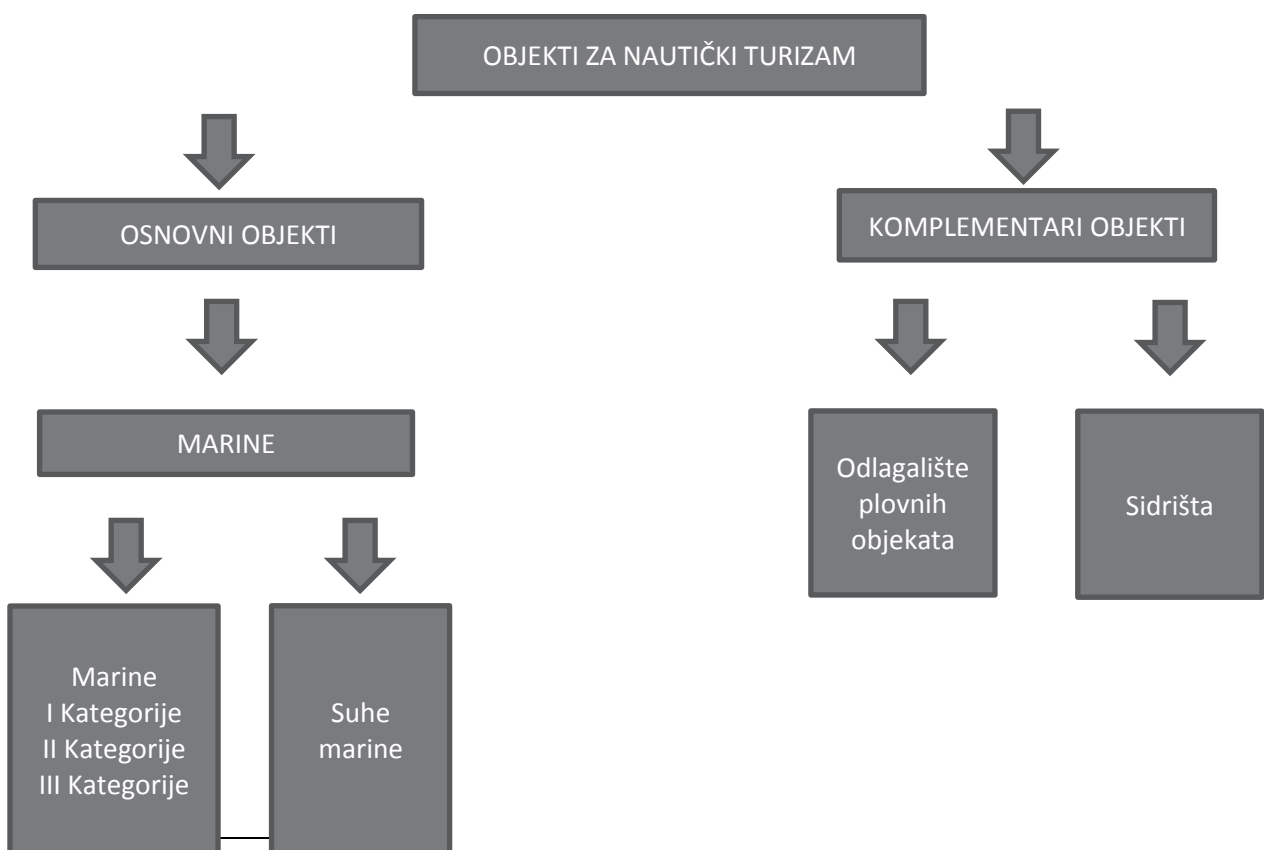 OBJEKTI ZA NAUTIČKI TURIZAM
OSNOVNI OBJEKTI
KOMPLEMENTARI OBJEKTI
MARINE
Odlagalište
plovnih
objekata
Sidrišta
Marine
I Kategorije
II Kategorije
III Kategorije
Suhe
marine